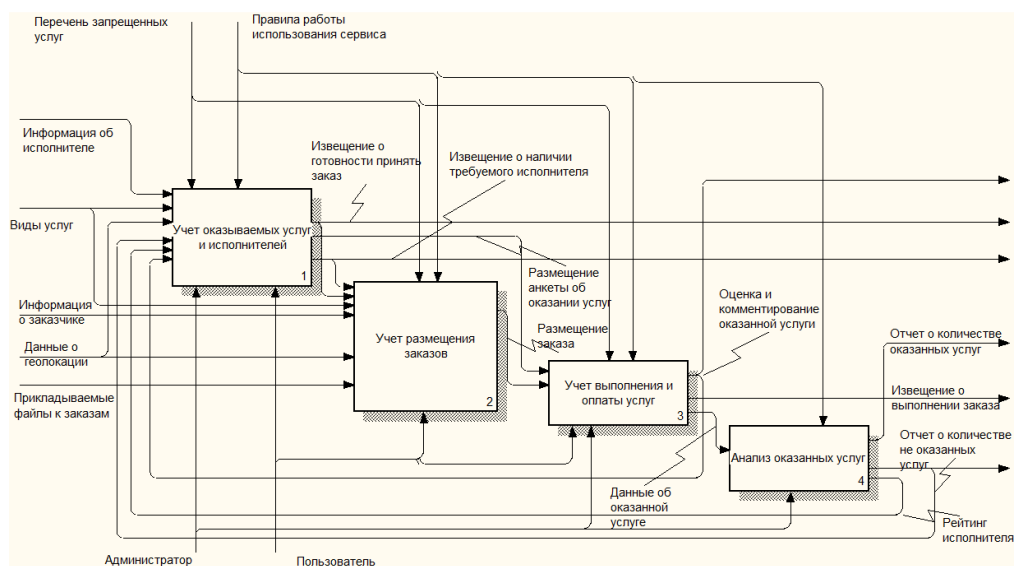 Перечень запрещенных
услуг
Правила работы
использования сервиса
Информация об
исполнителе
Извещение о
готовности принять
заказ
Извещение о наличии
требуемого исполнителя
Виды услуг
Учет оказываемых услуг
и исполнителей
1
Размещение
анкеты об
оказании услуг
Информация
о заказчике
Данные о
геолокации
Прикладываемые
файлы к заказам
Учет размещения
заказов
2
Размещение
заказа
Оценка и
комментирование
оказанной услуги
Учет выполнения и
оплаты услуг
3
Отчет о количестве
оказанных услуг
Извещение о
выполнении заказа
Отчет о количестве
не оказанных
услуг
Анализ оказанных услуг
4
Данные об
оказанной
услуге
Рейтинг
исполнителя
Администратор
Пользователь